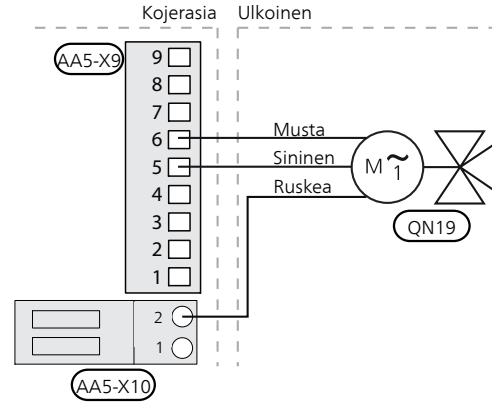 Kojerasia Ulkoinen
AA5-X9
9
8
7
6
5
4
3
2
1
Musta
Sininen
Ruskea
M ~ 1
QN19
2
1
AA5-X10